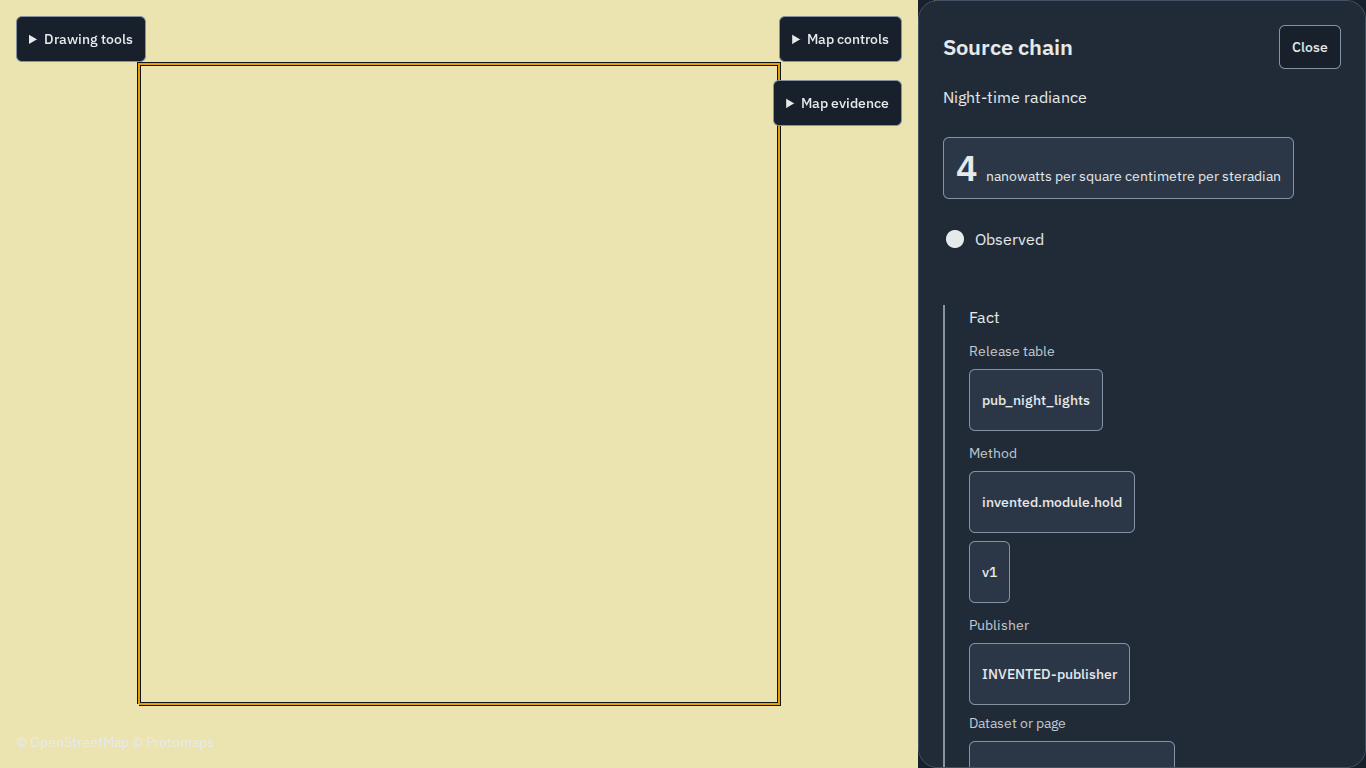 Drawing tools
Map controls
Map evidence
© OpenStreetMap © Protomaps
Source chain
Close
Night-time radiance
4 nanowatts per square centimetre per steradian
Observed
Fact
Release table
pub_night_lights
Method
invented.module.hold
v1
Publisher
INVENTED-publisher
Dataset or page